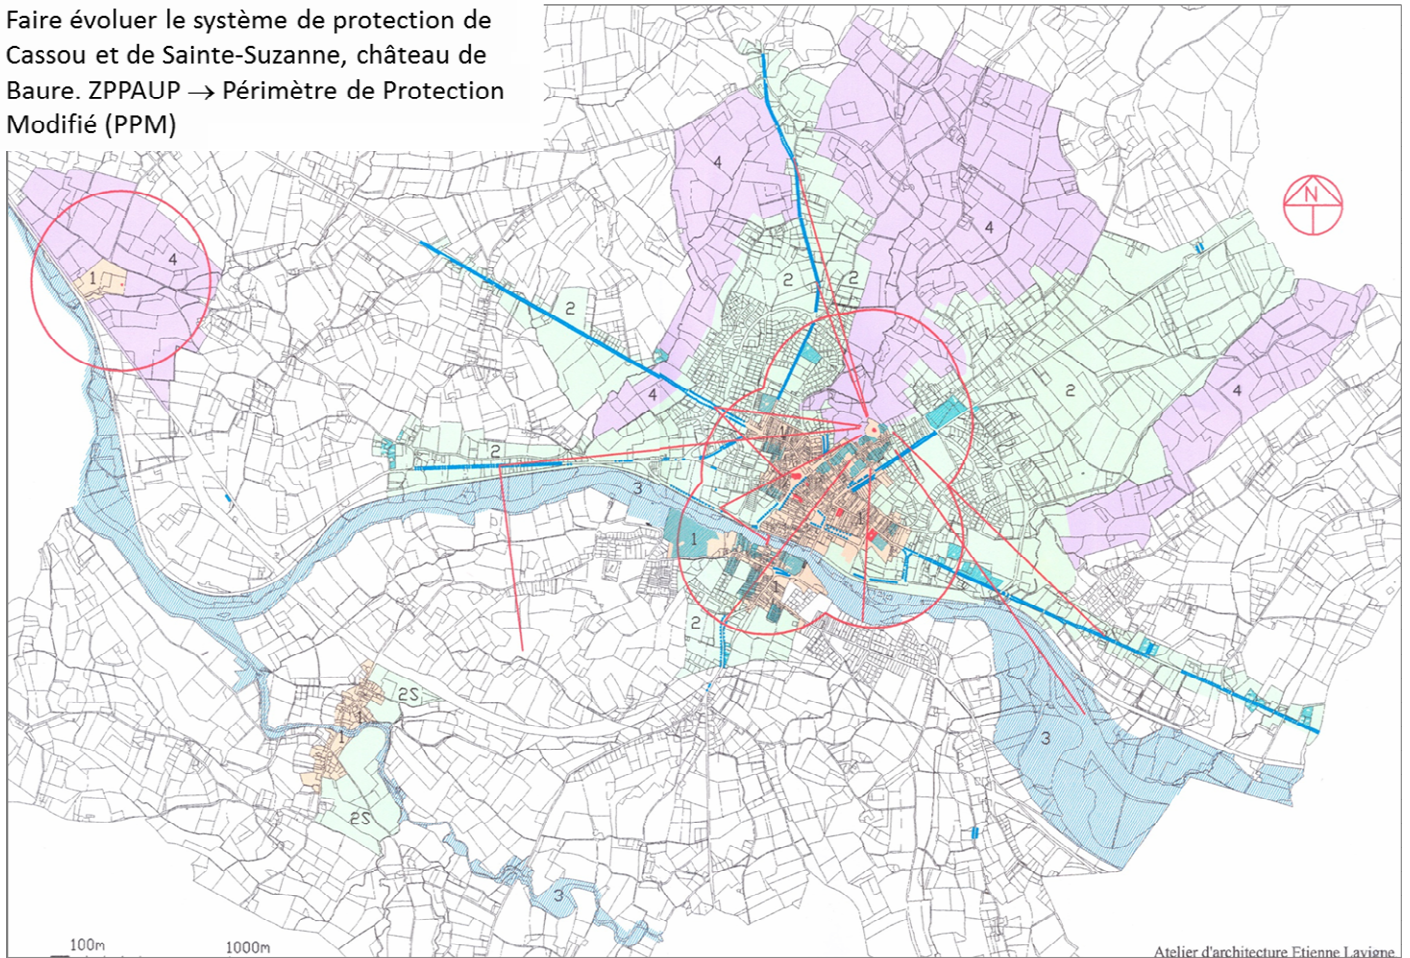 Faire évoluer le système de protection de
Cassou et de Sainte-Suzanne, château de
Baure. ZPPAUP → Périmètre de Protection
Modifié (PPM)
N
4
4
4
1
2
2
2
2
4
4
1
2
3
1
1
1
2
2S
1
1
3
2S
3
100m
1000m
Atelier d'architecture Etienne Lavigne